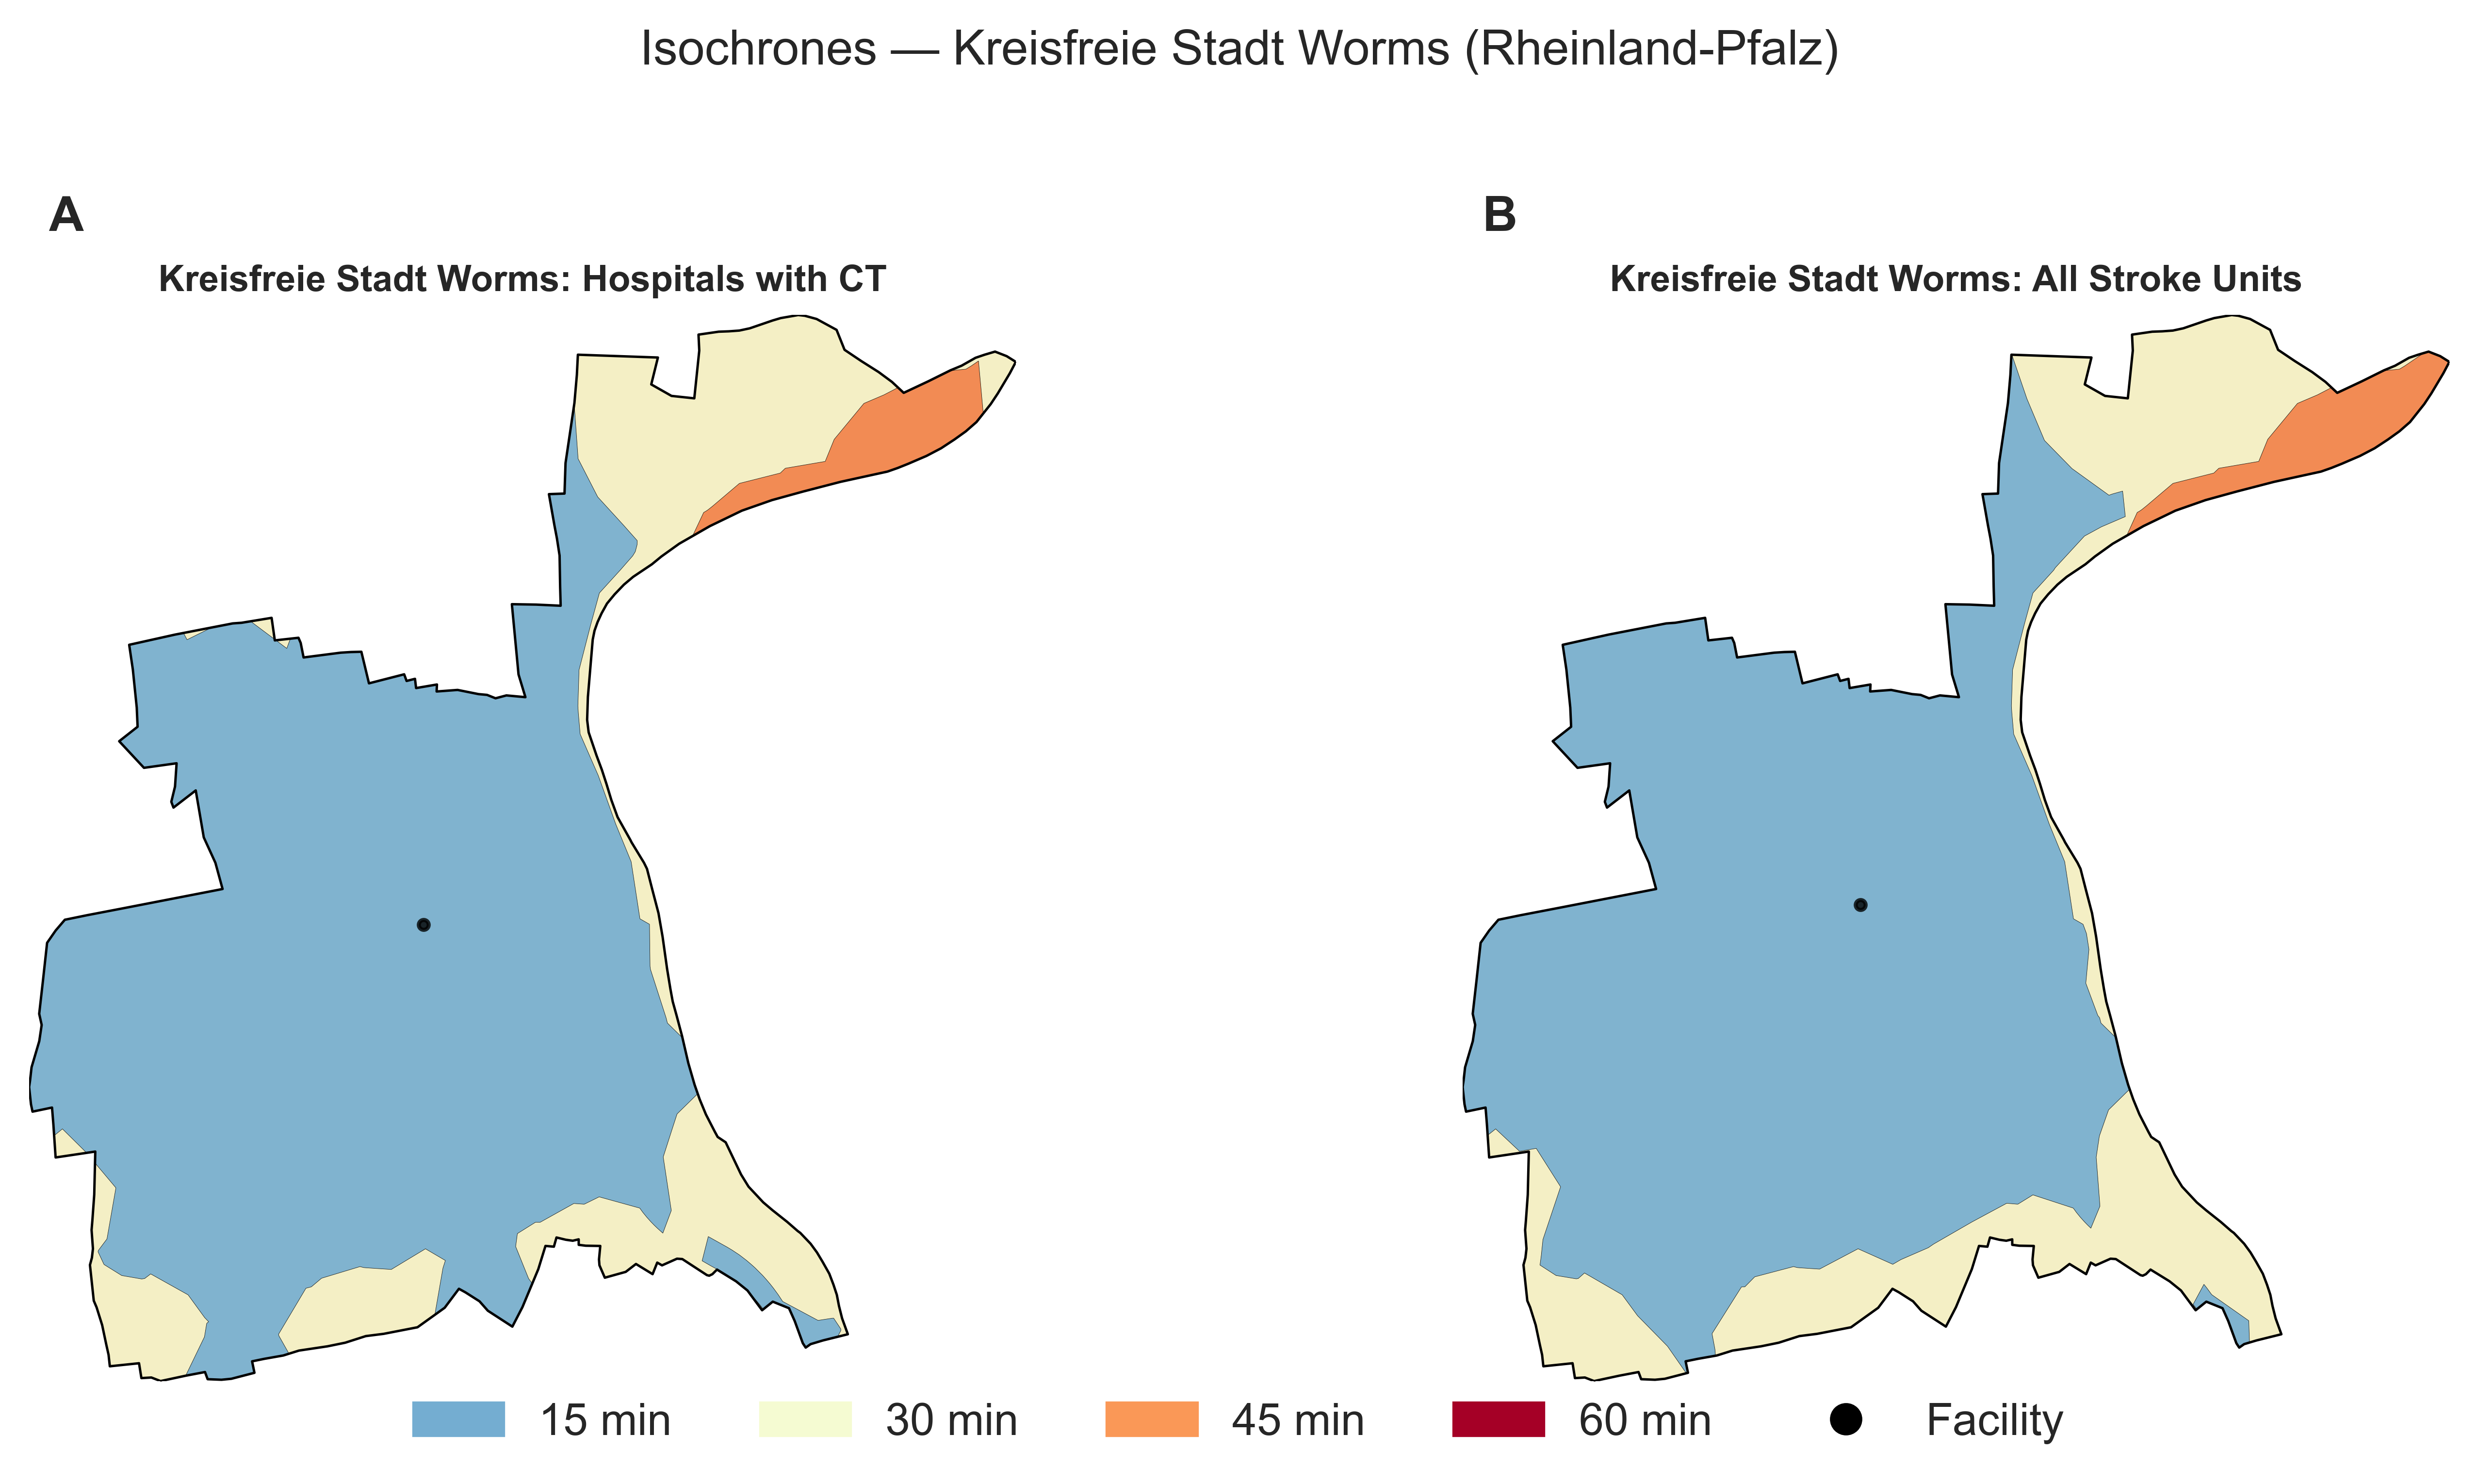 Isochrones — Kreisfreie Stadt Worms (Rheinland-Pfalz)
A
B
Kreisfreie Stadt Worms: Hospitals with CT
Kreisfreie Stadt Worms: All Stroke Units
15 min
30 min
45 min
60 min
Facility